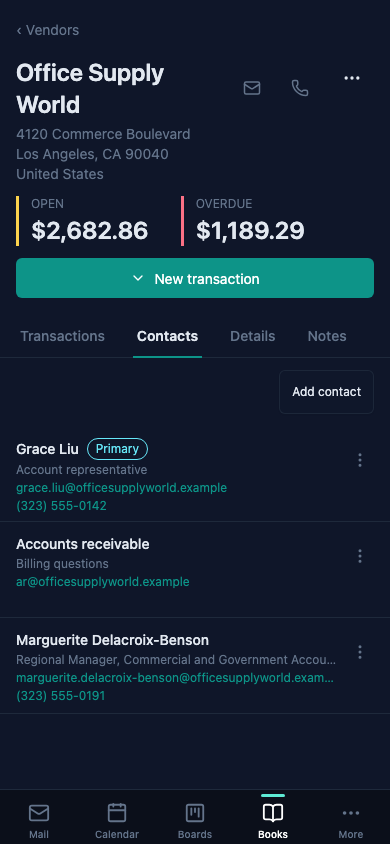 ‹ Vendors
Office Supply
World
4120 Commerce Boulevard
Los Angeles, CA 90040
United States
OPEN
$2,682.86
OVERDUE
$1,189.29
New transaction
Transactions Contacts Details Notes
Add contact
Grace Liu Primary
Account representative
grace.liu@officesupplyworld.example
(323) 555-0142
Accounts receivable
Billing questions
ar@officesupplyworld.example
Marguerite Delacroix-Benson
Regional Manager, Commercial and Government Accou...
marguerite.delacroix-benson@officesupplyworld.exam...
(323) 555-0191
Mail Calendar Boards Books More